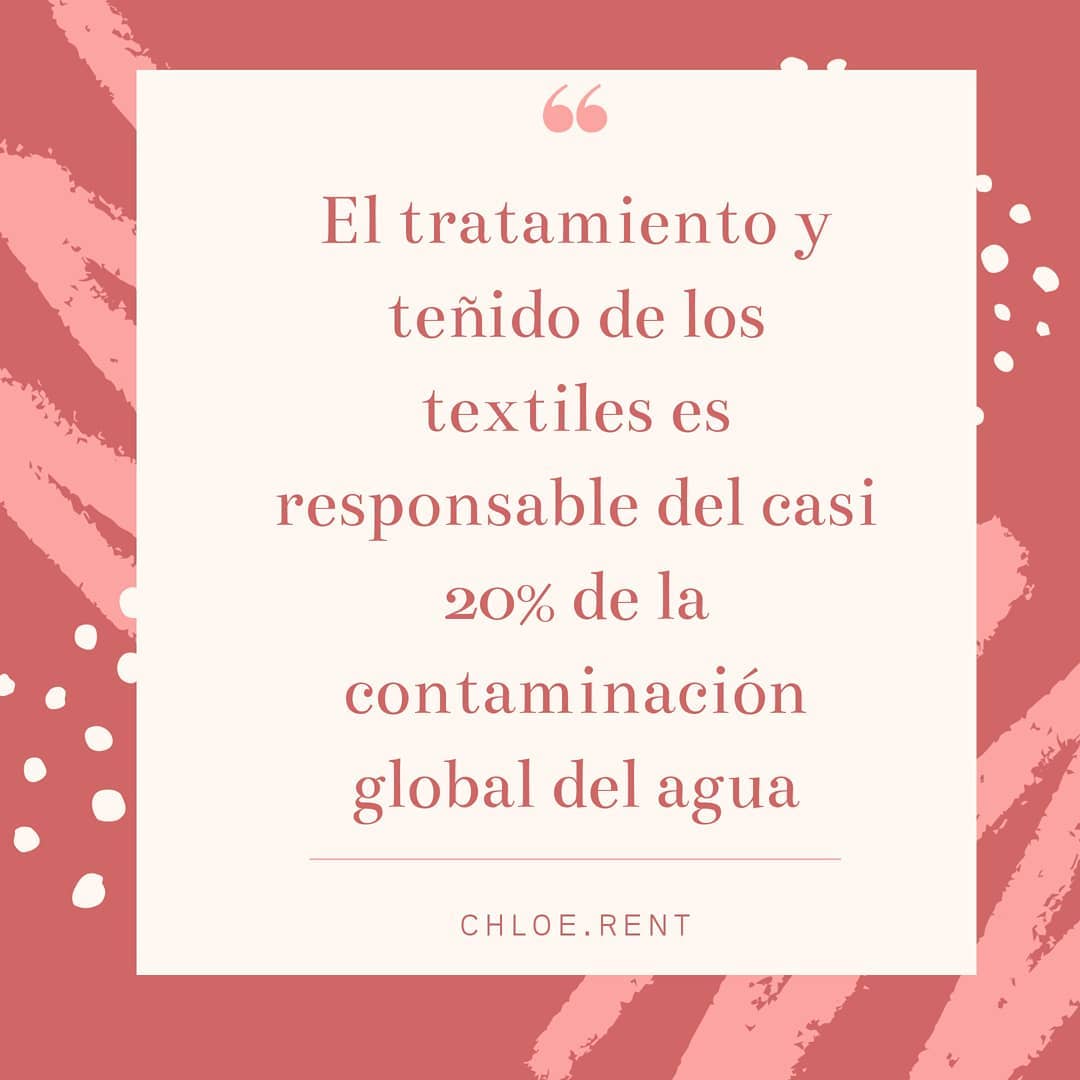 “
El tratamiento y
teñido de los
textiles es
responsable del casi
20% de la
contaminación
global del agua
CHLOE.RENT